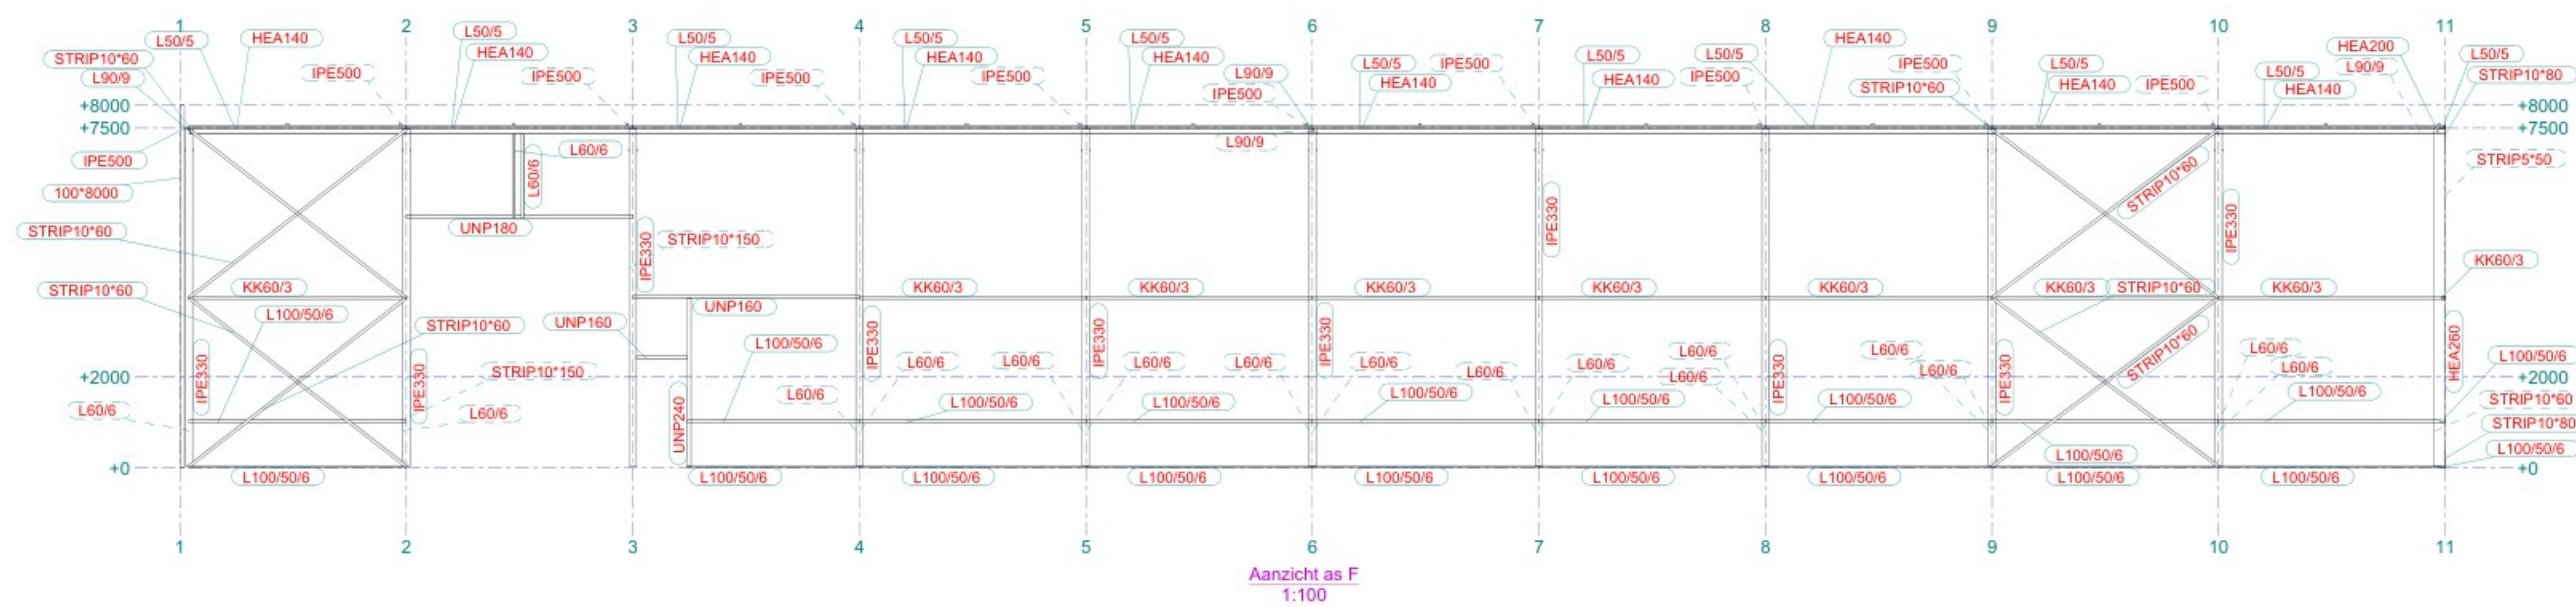 1 2 3 4 5 6 7 8 9 10 11
L50/5 HEA140 L50/5 HEA140 L50/5 HEA140 L50/5 HEA140 L50/5 HEA140 L50/5 HEA140 L50/5 HEA140 L50/5 HEA140 L50/5 HEA140 L50/5 HEA140 HEA200 L50/5
STRIP10*60 IPE500 IPE500 IPE500 IPE500 L90/9 IPE500 IPE500 IPE500 IPE500 L90/9 STRIP10*80
L90/9 IPE500 STRIP10*60
+8000 +8000
+7500 +7500
L90/9
IPE500 L60/6 L60/6 STRIP5*50
100*8000 STRIP10*60 IPE330 IPE330
STRIP10*60 UNP180 IPE330 STRIP10*150
KK60/3
STRIP10*60 KK60/3 KK60/3 KK60/3 KK60/3 KK60/3 KK60/3 KK60/3 STRIP10*60 KK60/3
L100/50/6 UNP160
STRIP10*60 UNP160 IPE330 IPE330 IPE330 STRIP10*60 HEA260
L100/50/6 L60/6 L60/6 L60/6 L60/6 L60/6 L60/6 L60/6 L60/6 L60/6 L100/50/6
IPE330 IPE330 STRIP10*150 L60/6 L60/6 IPE330 L60/6 IPE330 L60/6
+2000 +2000
L60/6 L60/6 UNP240 L60/6 L100/50/6 L100/50/6 L100/50/6 L100/50/6 L100/50/6 L100/50/6 STRIP10*60
STRIP10*80
L100/50/6 L100/50/6
+0 +0
L100/50/6 L100/50/6 L100/50/6 L100/50/6 L100/50/6 L100/50/6 L100/50/6 L100/50/6 L100/50/6
1 2 3 4 5 6 7 8 9 10 11
Aanzicht as F
1:100